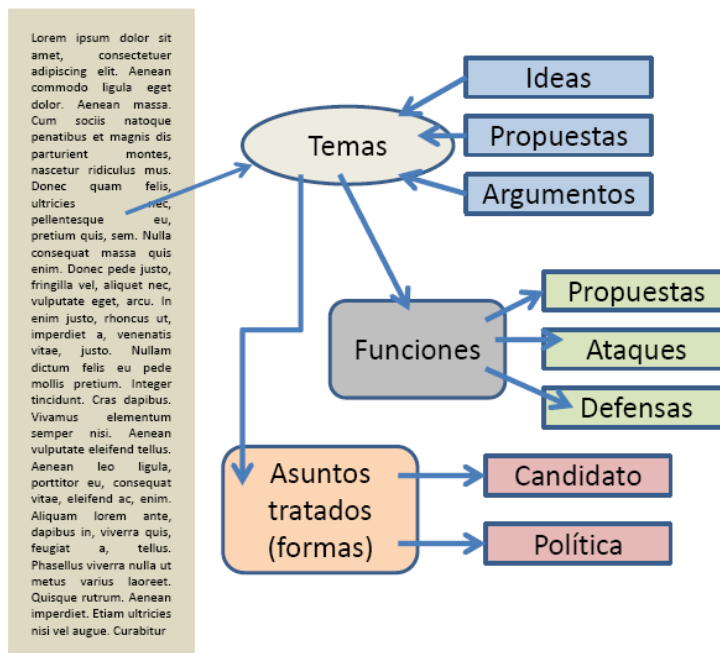 Lorem ipsum dolor sit
amet, consectetuer
adipiscing elit. Aenean
commodo ligula eget
dolor. Aenean massa.
Cum sociis natoque
penatibus et magnis dis
parturient montes,
nascetur ridiculus mus.
Donec quam felis,
ultricies nec,
pellentesque eu,
pretium quis, sem. Nulla
consequat massa quis
enim. Donec pede justo,
fringilla vel, aliquet nec,
vulputate eget, arcu. In
enim justo, rhoncus ut,
imperdiet a, venenatis
vitae, justo. Nullam
dictum felis eu pede
mollis pretium. Integer
tincidunt. Cras dapibus.
Vivamus elementum
semper nisi. Aenean
vulputate eleifend tellus.
Aenean leo ligula,
porttitor eu, consequat
vitae, eleifend ac, enim.
Aliquam lorem ante,
dapibus in, viverra quis,
feugiat a, tellus.
Phasellus viverra nulla ut
metus varius laoreet.
Quisque rutrum. Aenean
imperdiet. Etiam ultricies
nisi vel augue. Curabitur
Temas
Ideas
Propuestas
Argumentos
Funciones
Propuestas
Ataques
Defensas
Asuntos
tratados
(formas)
Candidato
Política